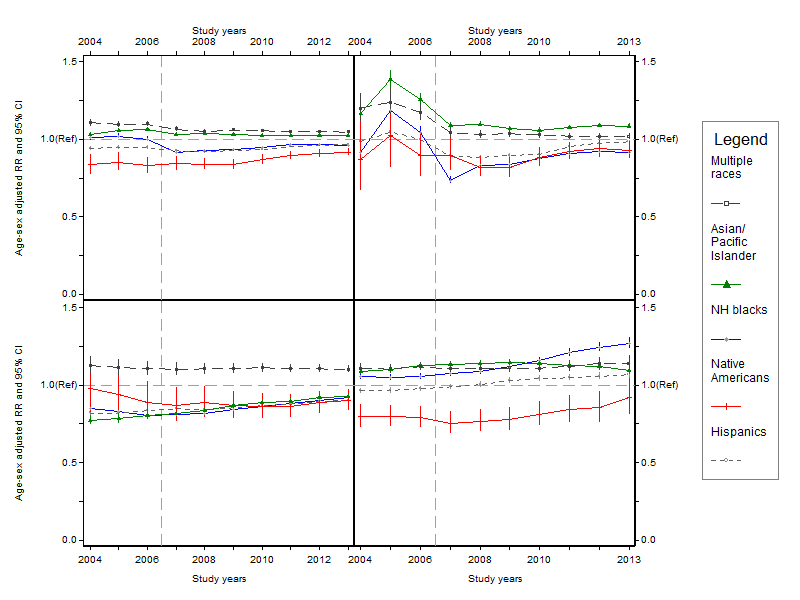 Study years Study years
2004 2006 2008 2010 2012 2004 2006 2008 2010 2013
1.5 1.5
1.0(Ref) 1.0(Ref)
0.5 0.5
0.0 0.0
Age-sex adjusted RR and 95% CI
1.5 1.5
1.0(Ref) 1.0(Ref)
0.5 0.5
0.0 0.0
Age-sex adjusted RR and 95% CI
2004 2006 2008 2010 2012 2004 2006 2008 2010 2013
Study years Study years
Legend
Multiple
races
Asian/
Pacific
Islander
NH blacks
Native
Americans
Hispanics